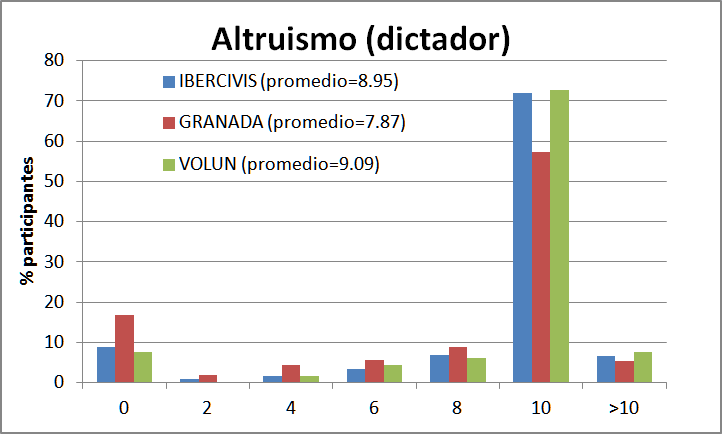 Altruismo (dictador)
80
70
60
50
40
30
20
10
0
% participantes
IBERCIVIS (promedio=8.95)
GRANADA (promedio=7.87)
VOLUN (promedio=9.09)
0 2 4 6 8 10 >10